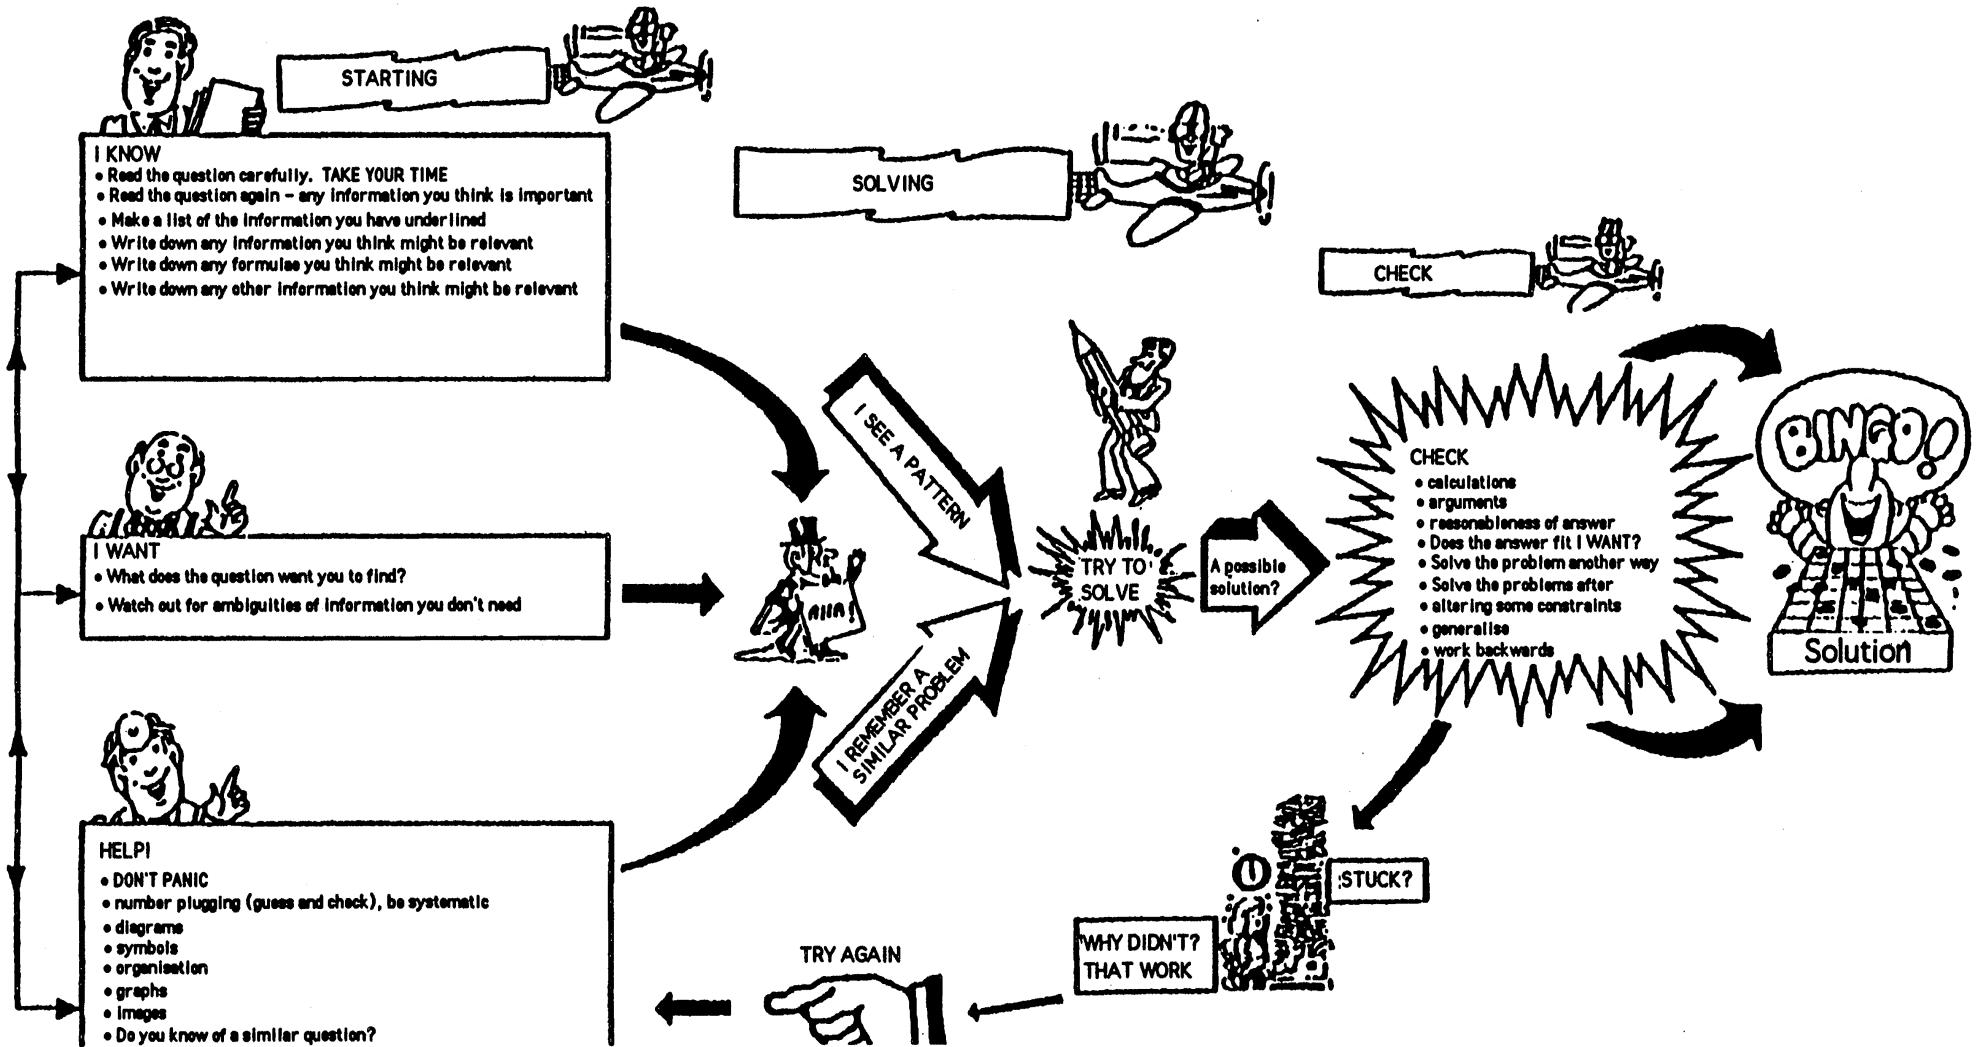 STARTING
I KNOW
• Read the question carefully. TAKE YOUR TIME
• Read the question again – any information you think is important
• Make a list of the information you have underlined
• Write down any information you think might be relevant
• Write down any formulae you think might be relevant
• Write down any other information you think might be relevant
I WANT
• What does the question want you to find?
• Watch out for ambiguities of information you don't need
HELP!
• DON'T PANIC
• number plugging (guess and check), be systematic
• diagrams
• symbols
• organisation
• graphs
• images
• Do you know of a similar question?
SOLVING
AHA!
I SEE A PATTERN
I REMEMBER A
SIMILAR PROBLEM
TRY TO
SOLVE
A possible
solution?
CHECK
CHECK
• calculations
• arguments
• reasonableness of answer
• Does the answer fit I WANT?
• Solve the problem another way
• Solve the problems after
• altering some constraints
• generalise
• work backwards
BINGO!
Solution
STUCK?
'WHY DIDN'T?
THAT WORK
TRY AGAIN